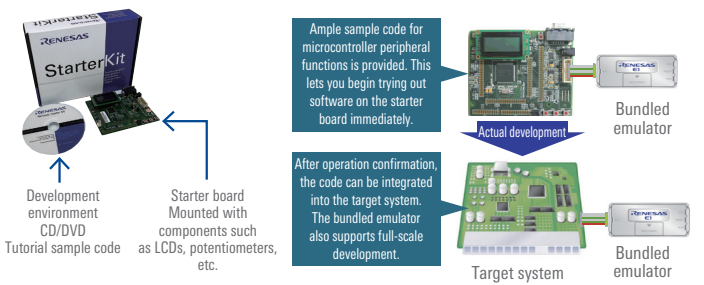 RENESAS
StarterKit
RENESAS
Development
environment
CD/DVD
Tutorial sample code
Starter board
Mounted with
components such
as LCDs, potentiometers,
etc.
Ample sample code for
microcontroller peripheral
functions is provided. This
lets you begin trying out
software on the starter
board immediately.
RENESAS
E1
Bundled
emulator
Actual development
After operation confirmation,
the code can be integrated
into the target system.
The bundled emulator
also supports full-scale
development.
RENESAS
E1
Bundled
emulator
Target system